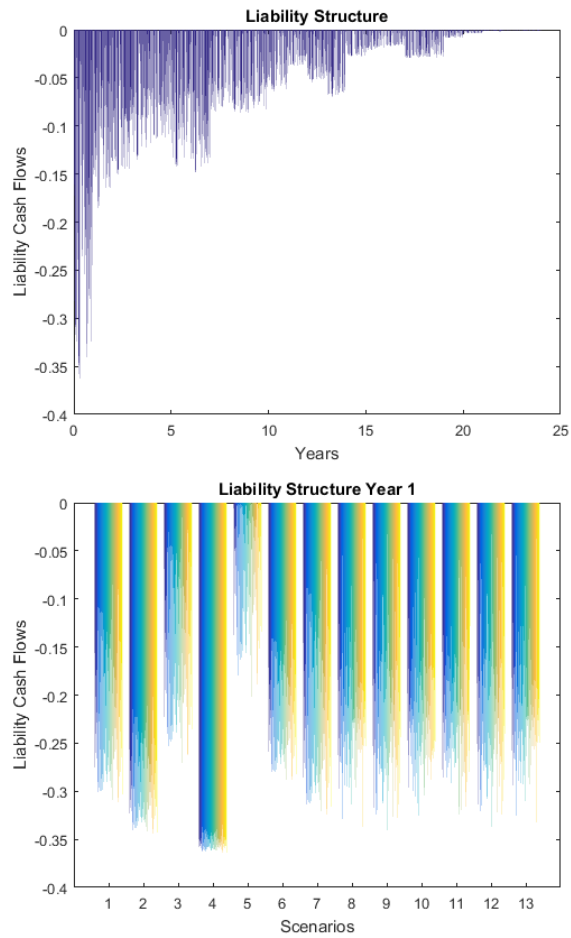 Liability Structure
0
-0.05
-0.1
-0.15
-0.2
-0.25
-0.3
-0.35
-0.4
Liability Cash Flows
0 5 10 15 20 25
Years
Liability Structure Year 1
0
-0.05
-0.1
-0.15
-0.2
-0.25
-0.3
-0.35
-0.4
Liability Cash Flows
1 2 3 4 5 6 7 8 9 10 11 12 13
Scenarios